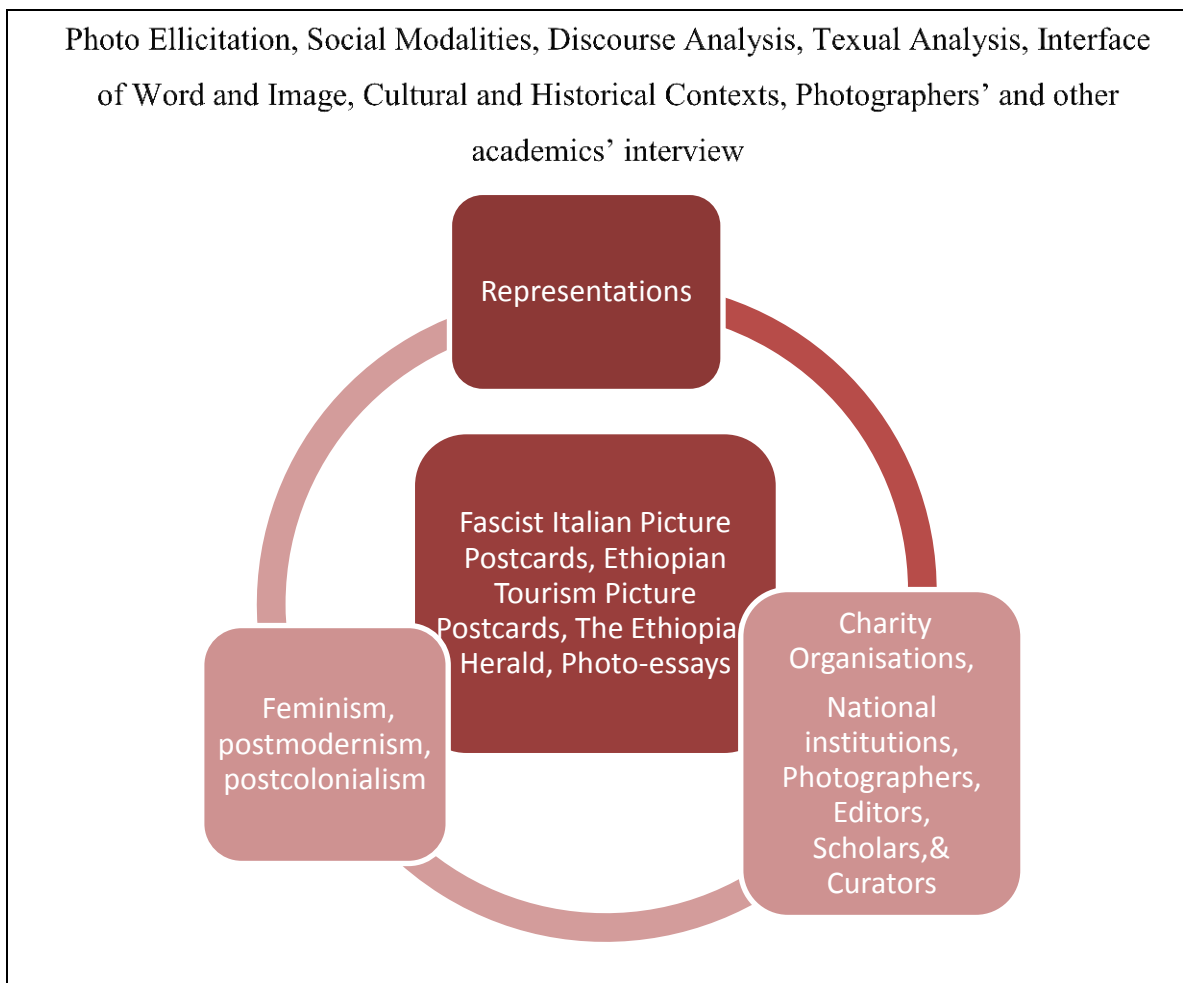 Photo Ellicitation, Social Modalities, Discourse Analysis, Texual Analysis, Interface
of Word and Image, Cultural and Historical Contexts, Photographers’ and other
academics’ interview
Representations
Fascist Italian Picture
Postcards, Ethiopian
Tourism Picture
Postcards, The Ethiopia
Herald, Photo-essays
Feminism,
postmodernism,
postcolonialism
Charity
Organisations,
National
institutions,
Photographers,
Editors,
Scholars,&
Curators